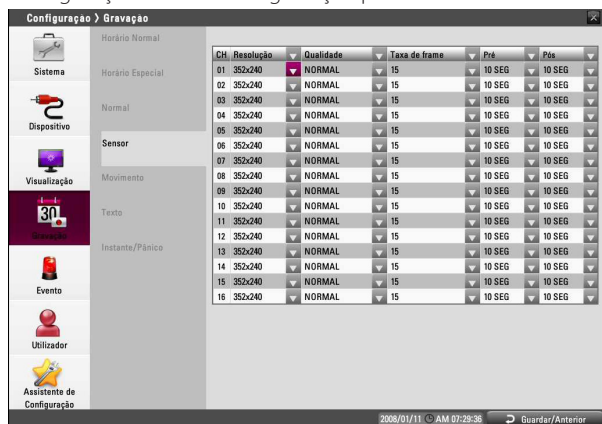 Configuração 〉 Gravação
Sistema
Dispositivo
Visualização
Gravação
Evento
Utilizador
Assistente de
Configuração
Horário Normal
Horário Especial
Normal
Sensor
Movimento
Texto
Instante/Pânico
CH Resolução Qualidade Taxa de frame Pré Pós
01 352x240 NORMAL 15 10 SEG 10 SEG
02 352x240 NORMAL 15 10 SEG 10 SEG
03 352x240 NORMAL 15 10 SEG 10 SEG
04 352x240 NORMAL 15 10 SEG 10 SEG
05 352x240 NORMAL 15 10 SEG 10 SEG
06 352x240 NORMAL 15 10 SEG 10 SEG
07 352x240 NORMAL 15 10 SEG 10 SEG
08 352x240 NORMAL 15 10 SEG 10 SEG
09 352x240 NORMAL 15 10 SEG 10 SEG
10 352x240 NORMAL 15 10 SEG 10 SEG
11 352x240 NORMAL 15 10 SEG 10 SEG
12 352x240 NORMAL 15 10 SEG 10 SEG
13 352x240 NORMAL 15 10 SEG 10 SEG
14 352x240 NORMAL 15 10 SEG 10 SEG
15 352x240 NORMAL 15 10 SEG 10 SEG
16 352x240 NORMAL 15 10 SEG 10 SEG
2008/01/11 AM 07:29:36 Guardar/Anterior